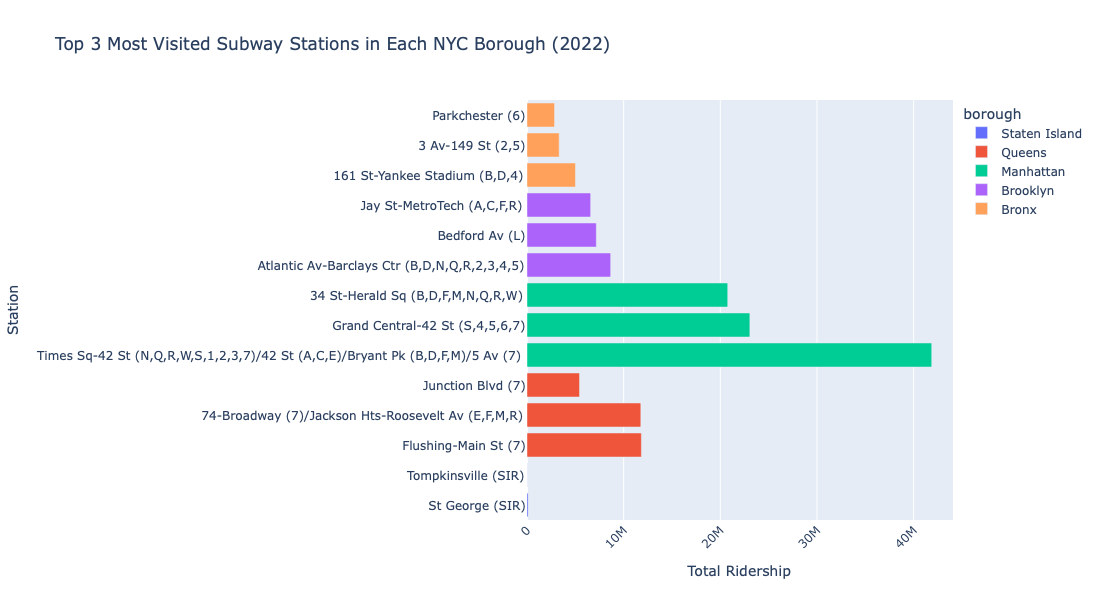 Top 3 Most Visited Subway Stations in Each NYC Borough (2022)
borough
Staten Island
Queens
Manhattan
Brooklyn
Bronx
Station
Parkchester (6)
3 Av-149 St (2,5)
161 St-Yankee Stadium (B,D,4)
Jay St-MetroTech (A,C,F,R)
Bedford Av (L)
Atlantic Av-Barclays Ctr (B,D,N,Q,R,2,3,4,5)
34 St-Herald Sq (B,D,F,M,N,Q,R,W)
Grand Central-42 St (S,4,5,6,7)
Times Sq-42 St (N,Q,R,W,S,1,2,3,7)/42 St (A,C,E)/Bryant Pk (B,D,F,M)/5 Av (7)
Junction Blvd (7)
74-Broadway (7)/Jackson Hts-Roosevelt Av (E,F,M,R)
Flushing-Main St (7)
Tompkinsville (SIR)
St George (SIR)
0 10M 20M 30M 40M
Total Ridership